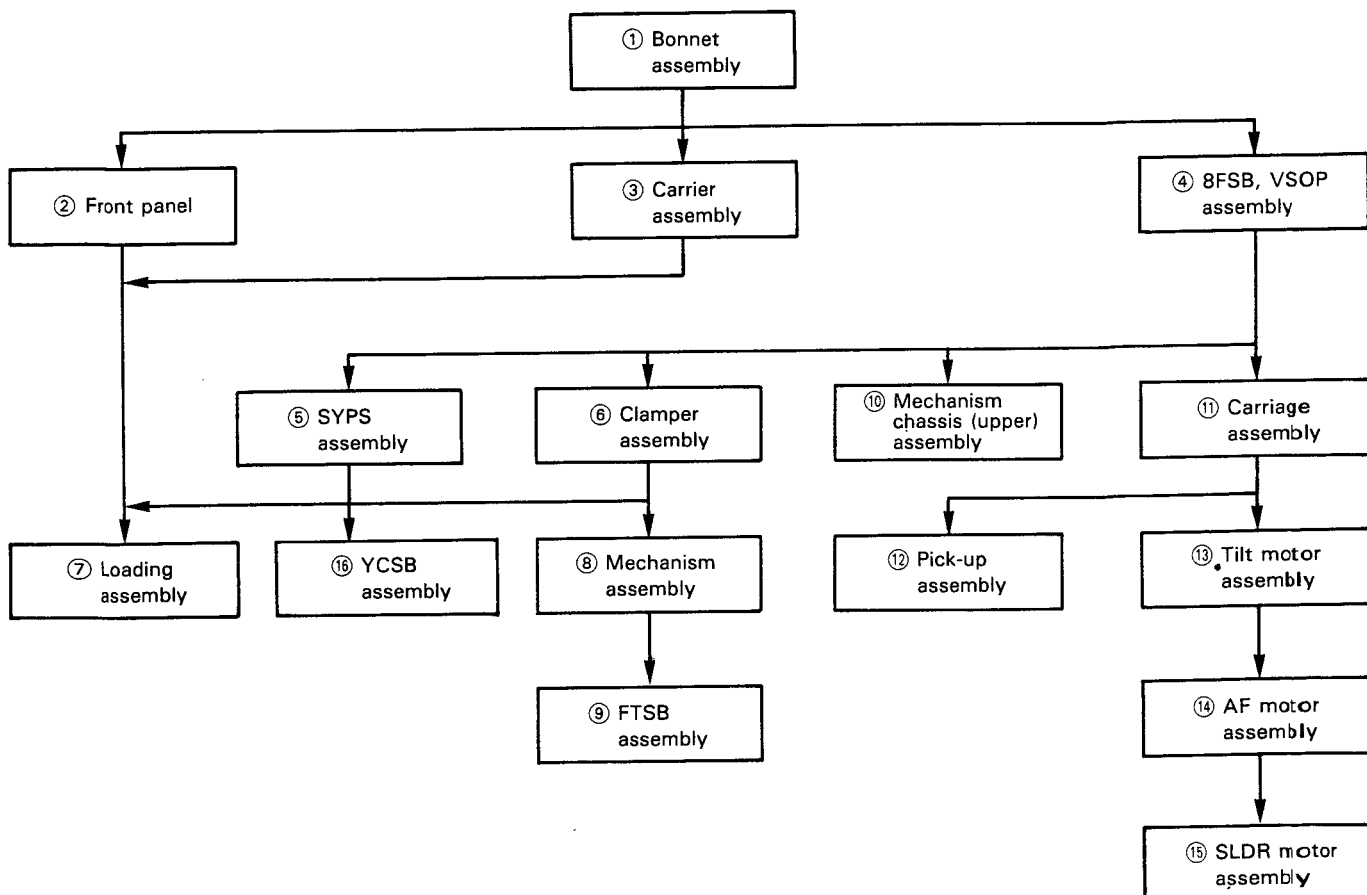 ① Bonnet
assembly
② Front panel
③ Carrier
assembly
④ 8FSB, VSOP
assembly
⑤ SYPS
assembly
⑥ Clamper
assembly
⑩ Mechanism
chassis (upper)
assembly
⑪ Carriage
assembly
⑦ Loading
assembly
⑯ YCSB
assembly
⑧ Mechanism
assembly
⑫ Pick-up
assembly
⑬ Tilt motor
assembly
⑨ FTSB
assembly
⑭ AF motor
assembly
⑮ SLDR motor
assembly